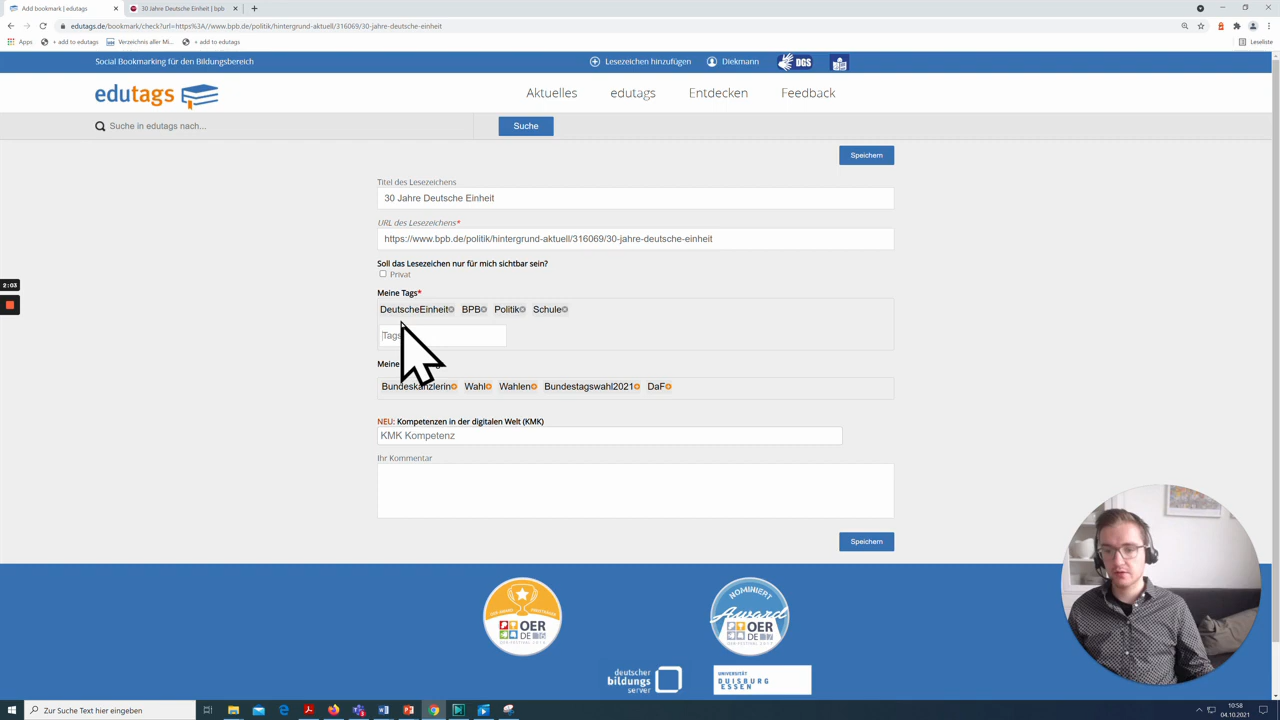 Add bookmark | edutags
30 Jahre Deutsche Einheit | bpb
edutags.de/bookmark/check?url=https%3A//www.bpb.de/politik/hintergrund-aktuell/316069/30-jahre-deutsche-einheit
Apps + add to edutags Verzeichnis aller Mi... + add to edutags Leseliste
Social Bookmarking für den Bildungsbereich Lesezeichen hinzufügen Diekmann DGS
edutags Aktuelles edutags Entdecken Feedback
Suche in edutags nach... Suche
Speichern
Titel des Lesezeichens
30 Jahre Deutsche Einheit
URL des Lesezeichens*
https://www.bpb.de/politik/hintergrund-aktuell/316069/30-jahre-deutsche-einheit
Soll das Lesezeichen nur für mich sichtbar sein?
Privat
2:03
Meine Tags*
DeutscheEinheit BPB Politik Schule
Tags
Meine
Bundeskanzlerin Wahl Wahlen Bundestagswahl2021 DaF
NEU: Kompetenzen in der digitalen Welt (KMK)
KMK Kompetenz
Ihr Kommentar
Speichern
OER DE
NOMINIERT
Award
OER DE
deutscher bildungs server
UNIVERSITÄT DUISBURG ESSEN
Zur Suche Text hier eingeben
10:58
04.10.2021